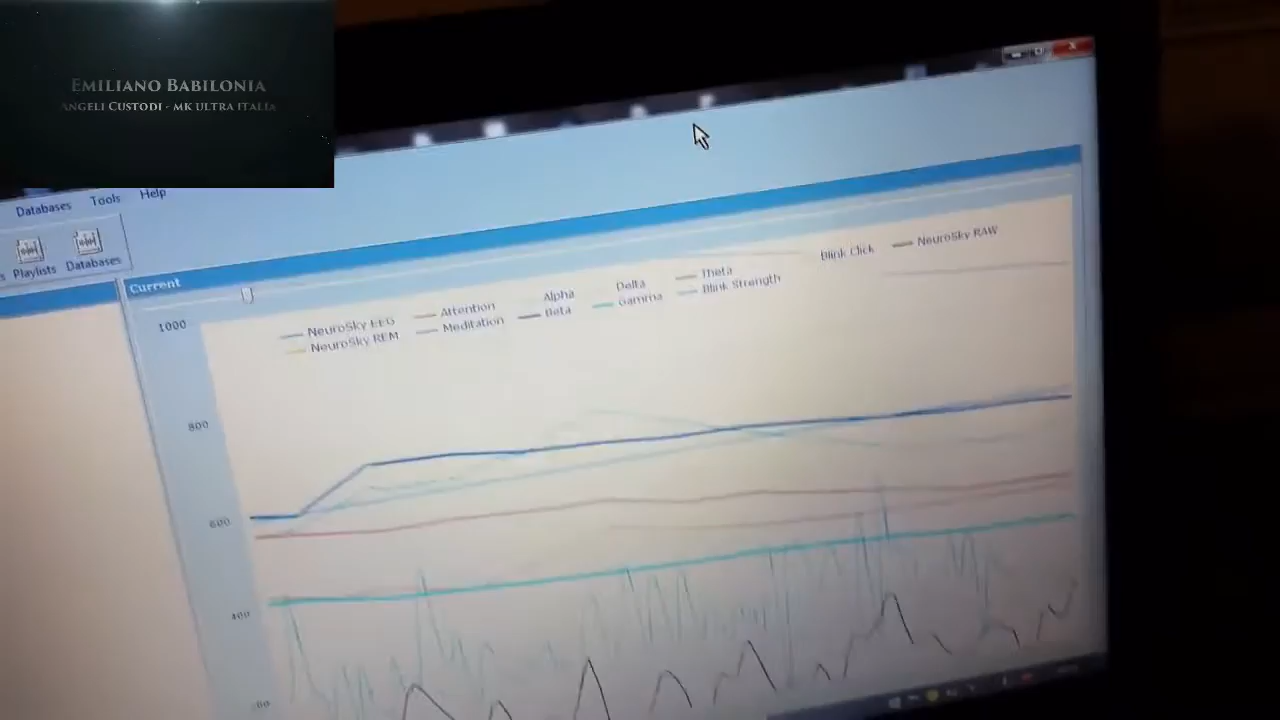 EMILIANO BABILONIA
ANGELI CUSTODI - MK ULTRA ITALIA
Databases Tools Help
Playlists Databases
Current
1000
800
600
400
NeuroSky EEG
NeuroSky REM
Attention
Meditation
Alpha
Beta
Delta
Gamma
Theta
Blink Strength
Blink Click
NeuroSky RAW